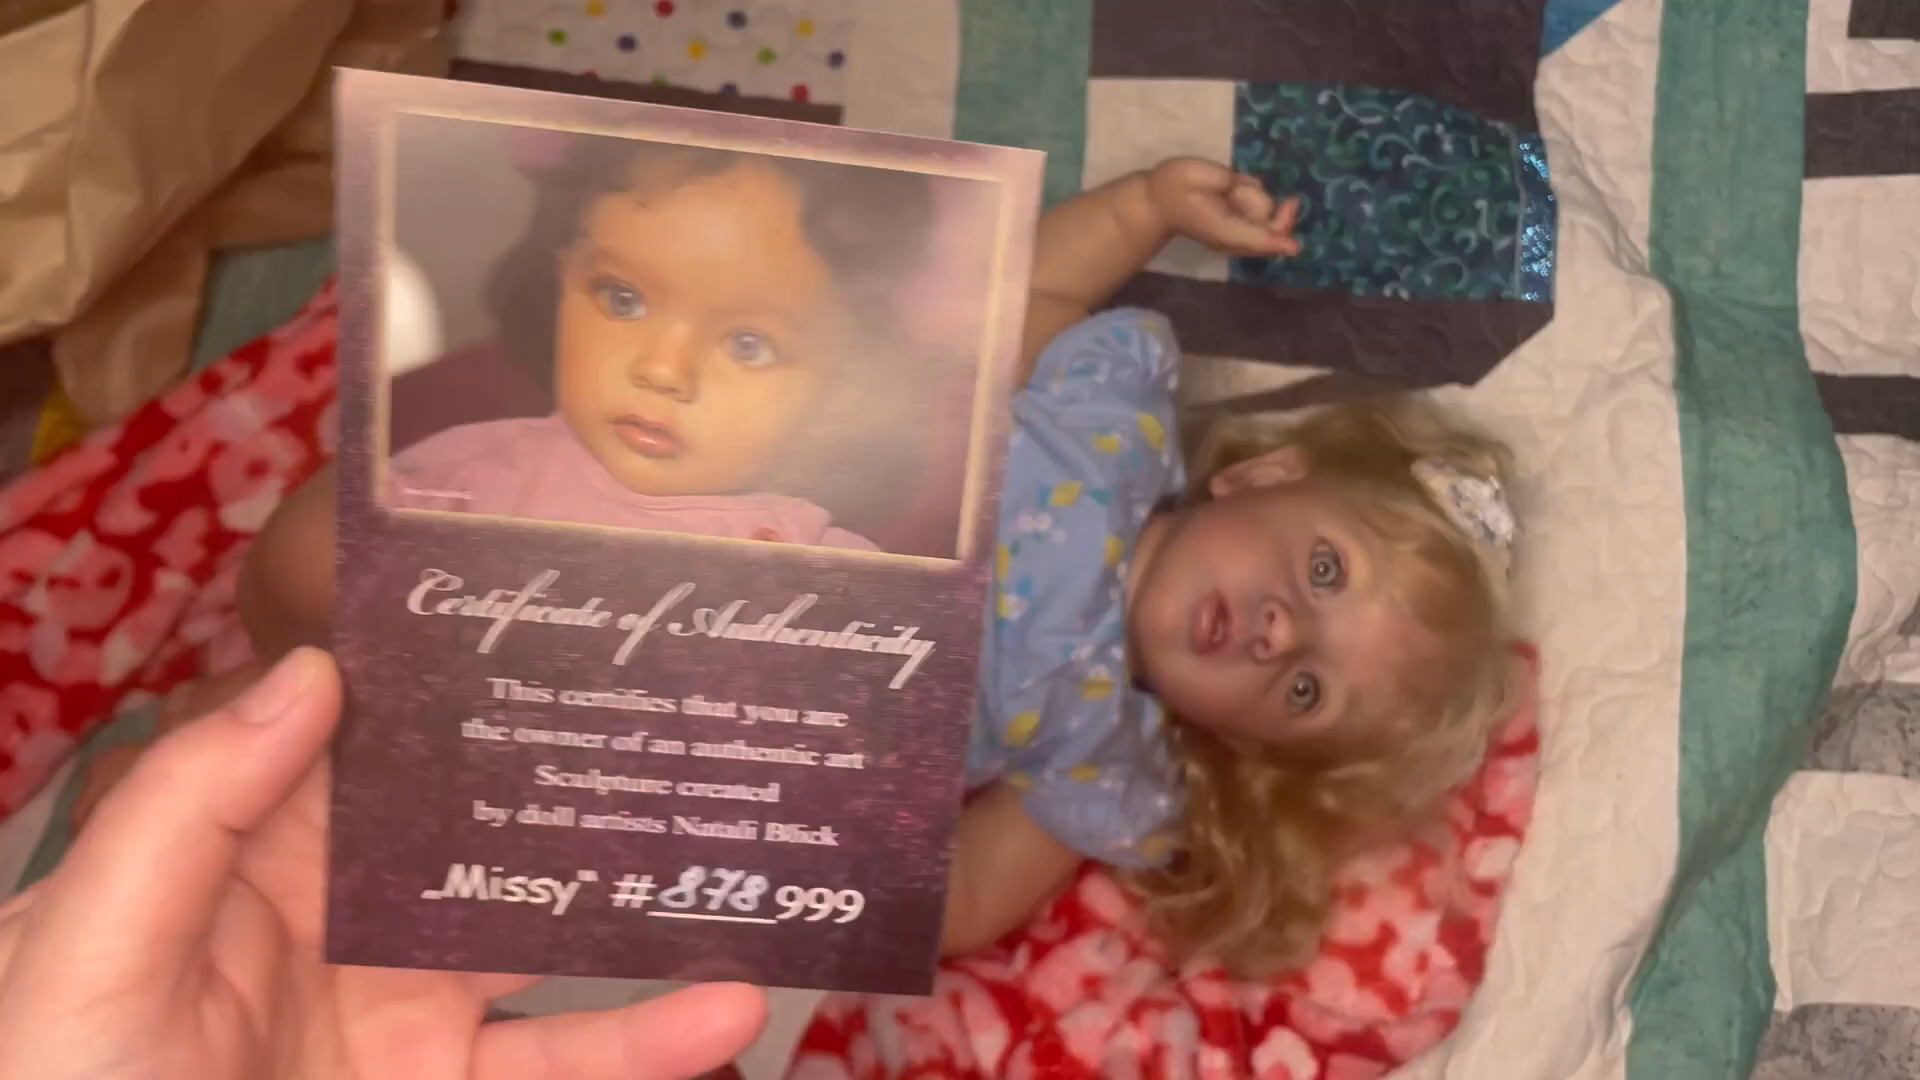 Certificate of Authenticity
This certifies that you are
the owner of an authentic art
Sculpture created
by doll artists Natali Blick
„Missy" #878 999